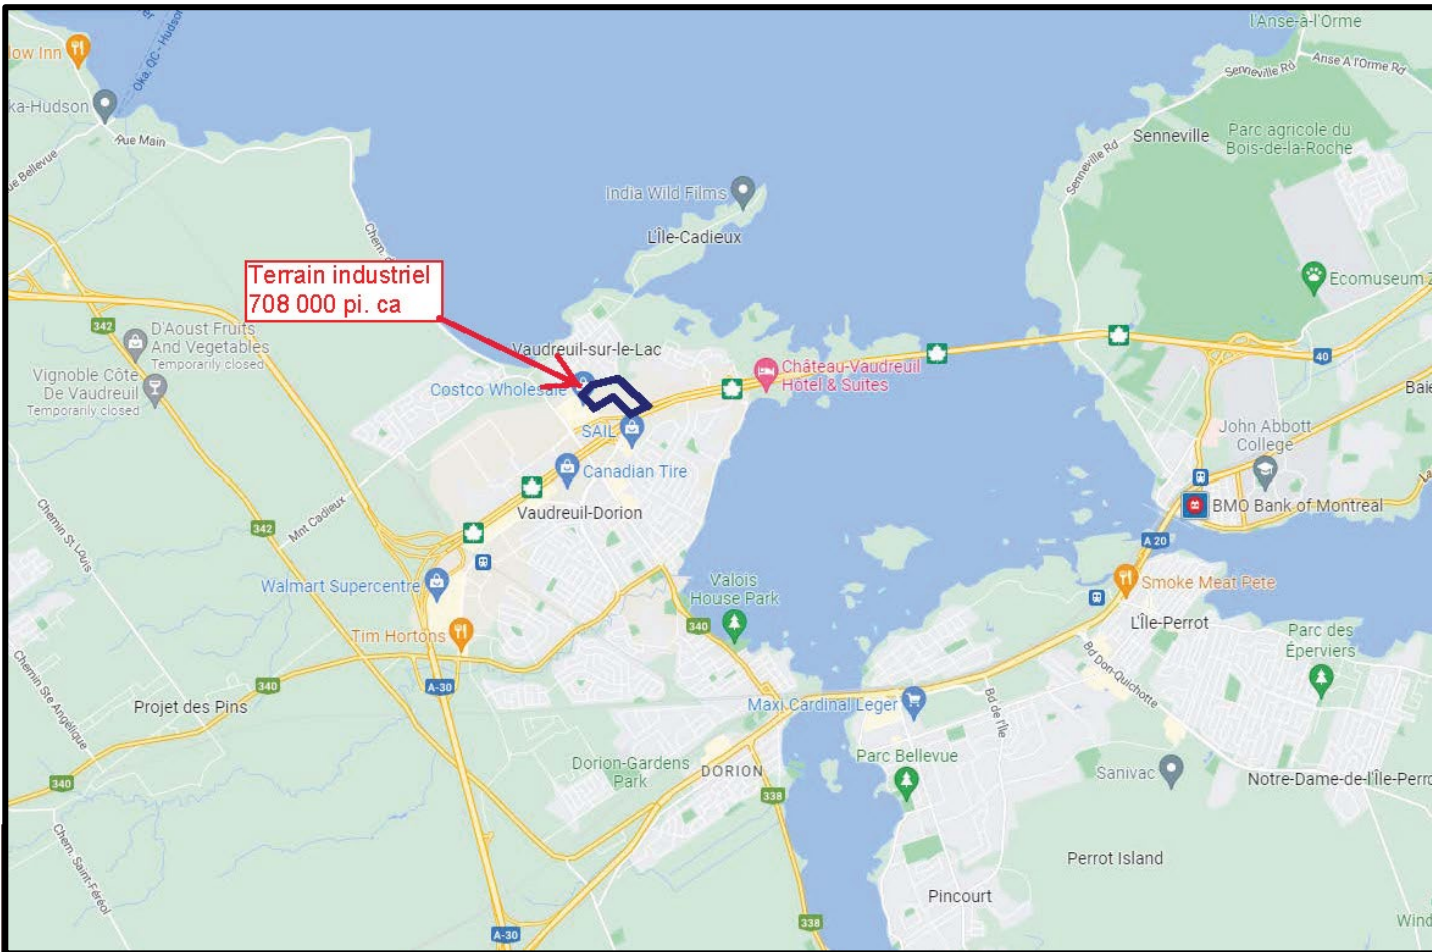 l'Anse-à-l'Orme
low Inn
Oka, QC - Hudson
Senneville Rd
Anse A l'Orme Rd
ka-Hudson
Rue Main
Senneville
Parc agricole du
Bois-de-la-Roche
ue Bellevue
Senneville Rd
India Wild Films
L'Île-Cadieux
Chem.
Terrain industriel
708 000 pi. ca
Ecomuseum Z
342
D'Aoust Fruits
And Vegetables
Temporarily closed
Vaudreuil-sur-le-Lac
40
Vignoble Côte
De Vaudreuil
Temporarily closed
Château-Vaudreuil
Hôtel & Suites
Costco Wholesale
Baie
SAIL
John Abbott
College
Canadian Tire
Chemin St Louis
Mnt Cadieux
Vaudreuil-Dorion
BMO Bank of Montreal
342
A 20
Walmart Supercentre
Valois
House Park
Smoke Meat Pete
Tim Hortons
340
L'Île-Perrot
Parc des
Éperviers
Chemin Ste Angélique
340
A-30
Bd Don-Quichotte
Projet des Pins
Maxi Cardinal Leger
Bd de l'Île
Dorion-Gardens
Park
DORION
Parc Bellevue
Sanivac
Notre-Dame-de-l'Île-Perro
340
338
Chem. Saint-Féréol
Perrot Island
Pincourt
A-30
338
Wind